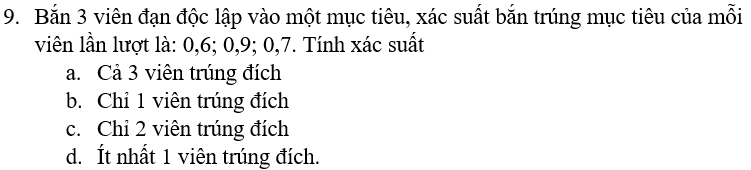 9. Bắn 3 viên đạn độc lập vào một mục tiêu, xác suất bắn trúng mục tiêu của mỗi
viên lần lượt là: 0,6; 0,9; 0,7. Tính xác suất
a. Cả 3 viên trúng đích
b. Chỉ 1 viên trúng đích
c. Chỉ 2 viên trúng đích
d. Ít nhất 1 viên trúng đích.